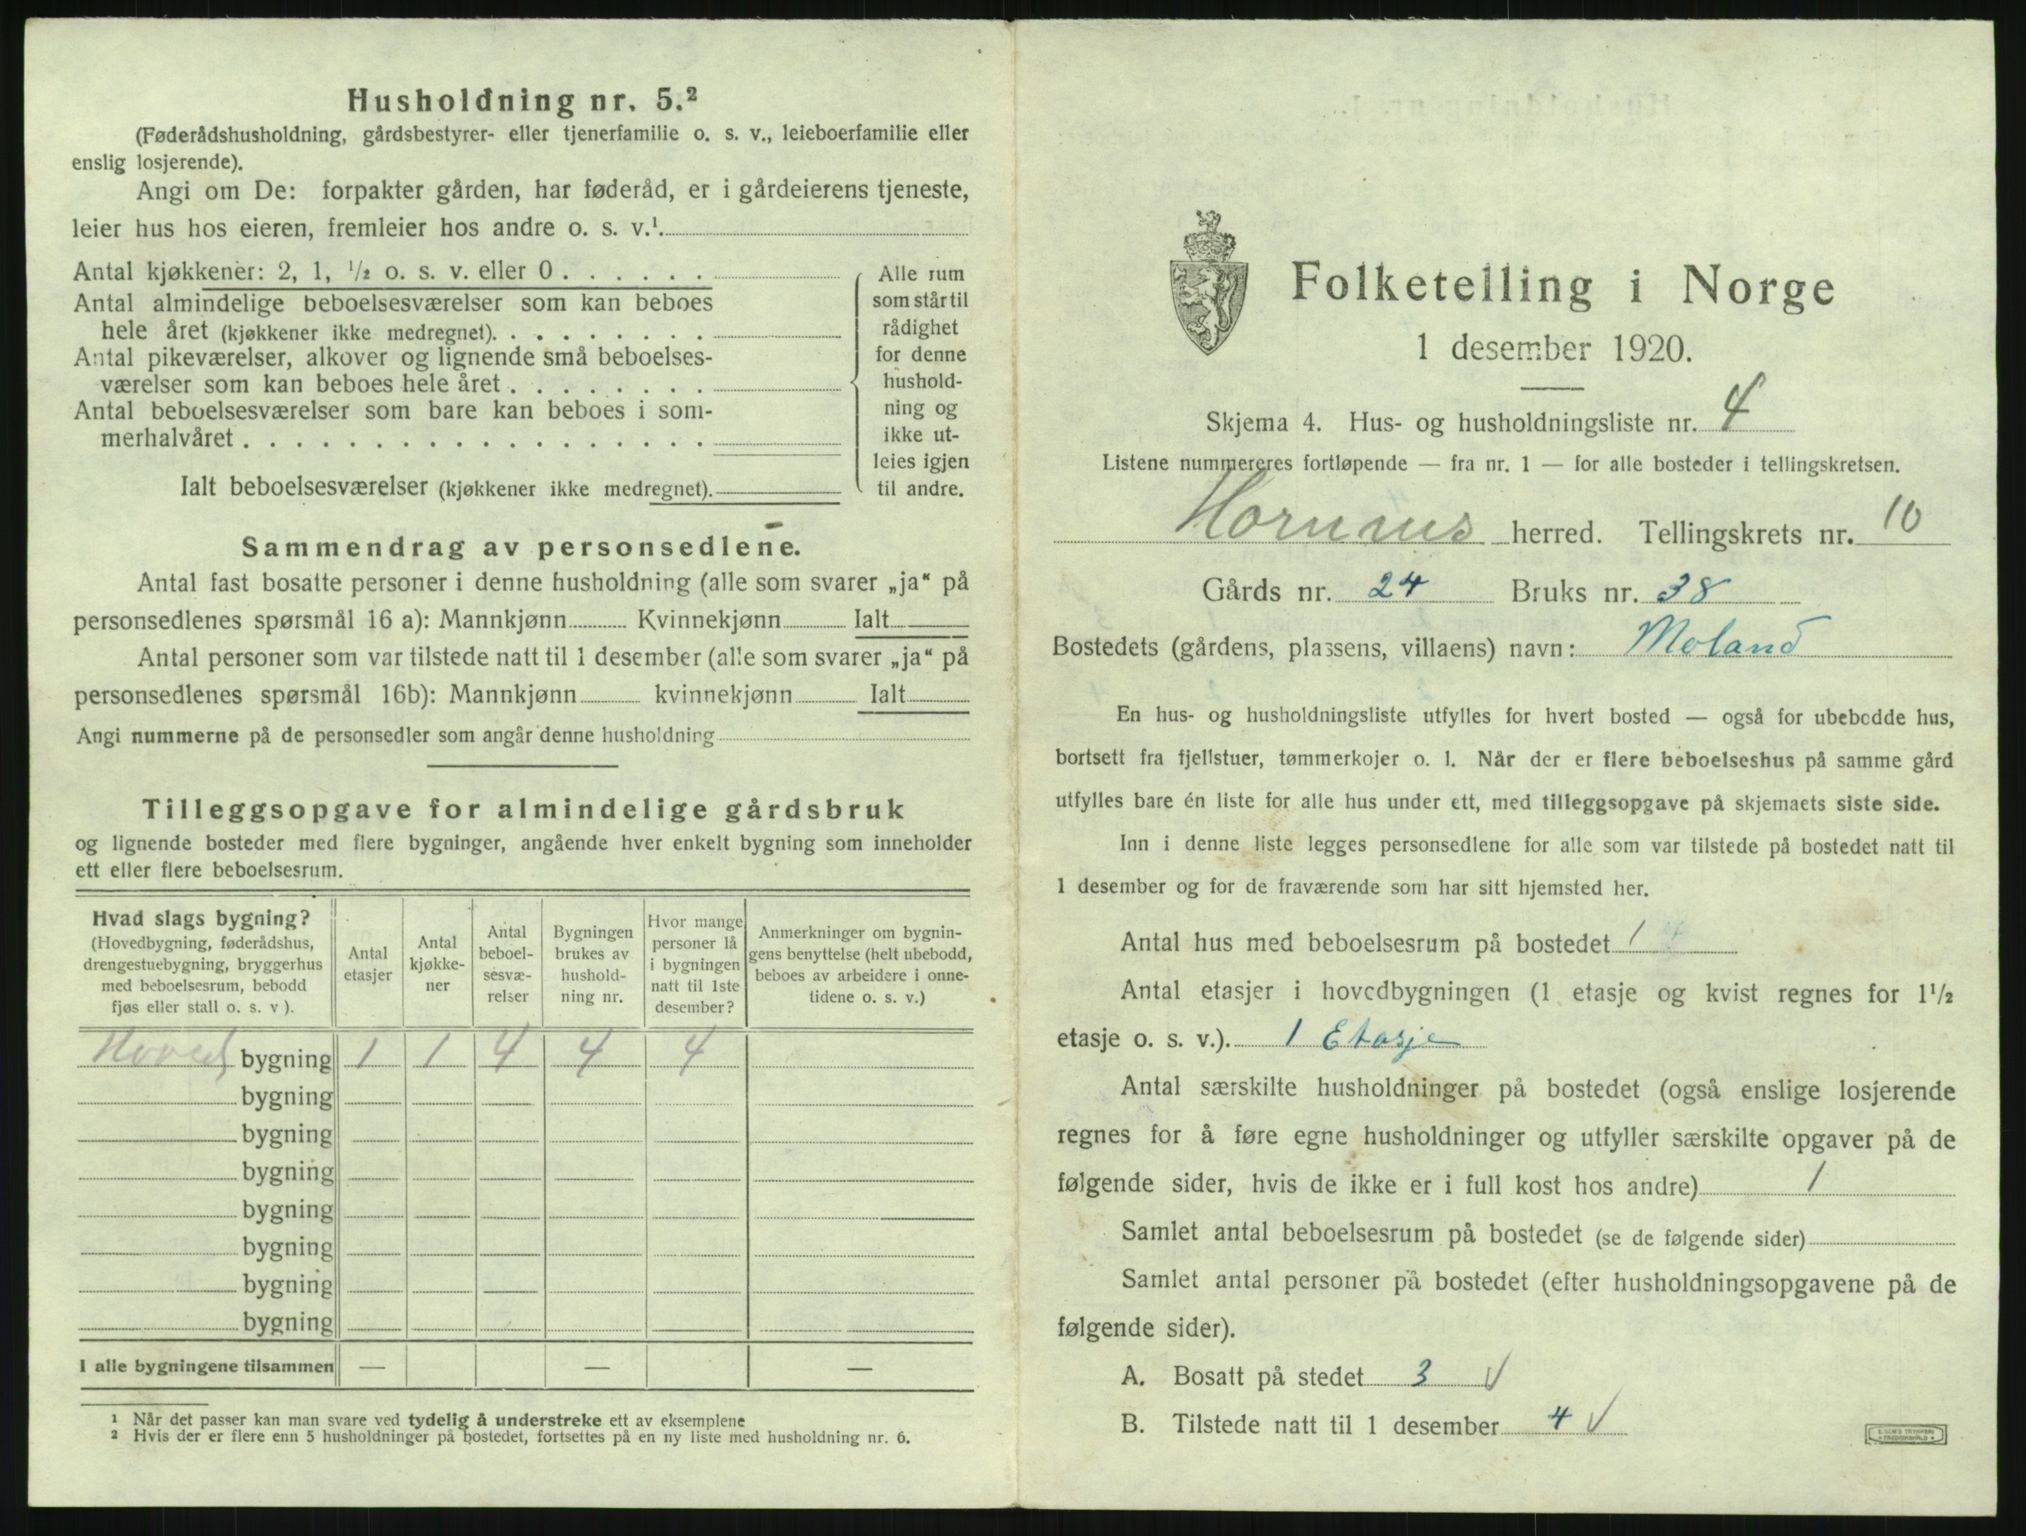 Husholdning nr. 5.²
(Føderådshusholdning, gårdsbestyrer- eller tjenerfamilie o. s. v., leieboerfamilie eller
enslig losjerende).
Angi om De: forpakter gården, har føderåd, er i gårdeierens tjeneste,
leier hus hos eieren, fremleier hos andre o. s. v.¹
Antal kjøkkener: 2, 1, ½ o. s. v. eller 0 . . . . . .
Antal almindelige beboelsesværelser som kan beboes
hele året (kjøkkener ikke medregnet). . . . . . . . .
Antal pikeværelser, alkover og lignende små beboelses-
værelser som kan beboes hele året . . . . . . . .
Antal beboelsesværelser som bare kan beboes i som-
merhalvåret . . . . . . . . . . . . . . . . . .
Ialt beboelsesværelser (kjøkkener ikke medregnet).
Alle rum
som står til
rådighet
for denne
hushold-
ning og
ikke ut-
leies igjen
til andre.
Sammendrag av personsedlene.
Antal fast bosatte personer i denne husholdning (alle som svarer „ja“ på
personsedlenes spørsmål 16 a): Mannkjønn Kvinnekjønn Ialt
Antal personer som var tilstede natt til 1 desember (alle som svarer „ja“ på
personsedlenes spørsmål 16b): Mannkjønn kvinnekjønn Ialt
Angi nummerne på de personsedler som angår denne husholdning
Tilleggsopgave for almindelige gårdsbruk
og lignende bosteder med flere bygninger, angående hver enkelt bygning som inneholder
ett eller flere beboelsesrum.
Hvad slags bygning?
(Hovedbygning, føderådshus,
drengestuebygning, bryggerhus
med beboelsesrum, bebodd
fjøs eller stall o. s. v ).
Antal
etasjer
Antal
kjøkke-
ner
Antal
beboel-
sesvæ-
relser
Bygningen
brukes av
hushold-
ning nr.
Hvor mange
personer lå
i bygningen
natt til 1ste
desember?
Anmerkninger om bygnin-
gens benyttelse (helt ubebodd,
beboes av arbeidere i onne-
tidene o. s. v.)
Hoved bygning 1 1 4 4 4
bygning
bygning
bygning
bygning
bygning
bygning
bygning
I alle bygningene tilsammen — — —
¹ Når det passer kan man svare ved tydelig å understreke ett av eksemplene
² Hvis der er flere enn 5 husholdninger på bostedet, fortsettes på en ny liste med husholdning nr. 6.
Folketelling i Norge
1 desember 1920.
Skjema 4. Hus- og husholdningsliste nr. 4
Listene nummereres fortløpende — fra nr. 1 — for alle bosteder i tellingskretsen.
Hornnes herred. Tellingskrets nr. 10
Gårds nr. 24 Bruks nr. 38
Bostedets (gårdens, plassens, villaens) navn: Moland
En hus- og husholdningsliste utfylles for hvert bosted — også for ubebodde hus,
bortsett fra fjellstuer, tømmerkojer o. l. Når der er flere beboelseshus på samme gård
utfylles bare én liste for alle hus under ett, med tilleggsopgave på skjemaets siste side.
Inn i denne liste legges personsedlene for alle som var tilstede på bostedet natt til
1 desember og for de fraværende som har sitt hjemsted her.
Antal hus med beboelsesrum på bostedet 1
Antal etasjer i hovedbygningen (1 etasje og kvist regnes for 1½
etasje o. s. v.). 1 Etasje
Antal særskilte husholdninger på bostedet (også enslige losjerende
regnes for å føre egne husholdninger og utfyller særskilte opgaver på de
følgende sider, hvis de ikke er i full kost hos andre) 1
Samlet antal beboelsesrum på bostedet (se de følgende sider)
Samlet antal personer på bostedet (efter husholdningsopgavene på de
følgende sider).
A. Bosatt på stedet 3 √
B. Tilstede natt til 1 desember 4 √